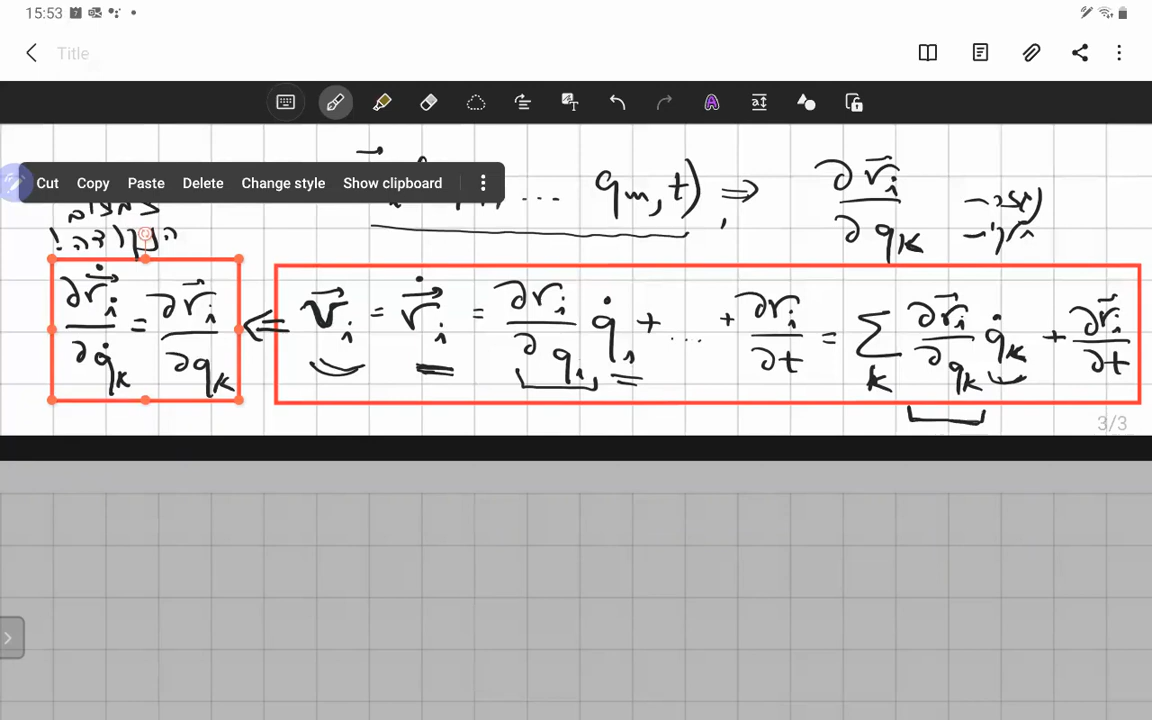 15:53
Title
Cut Copy Paste Delete Change style Show clipboard
... q_m, t) ⇒ ∂r⃗_i / ∂q_k
נקודה!
∂ṙ⃗_i / ∂q̇_k = ∂r⃗_i / ∂q_k ⇐ v⃗_i = ṙ⃗_i = ∂r_i / ∂q_1 q̇_1 + ... + ∂r_i / ∂t = Σ_k ∂r⃗_i / ∂q_k q̇_k + ∂r⃗_i / ∂t
3/3